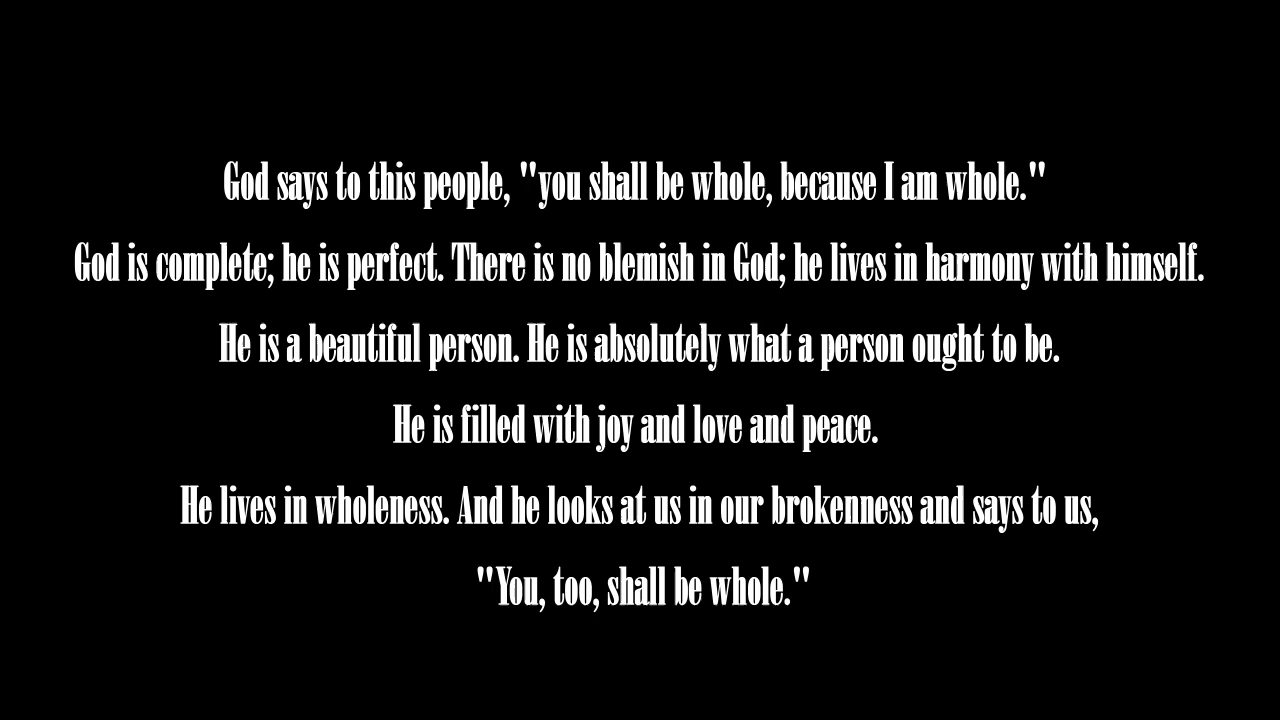 God says to this people, "you shall be whole, because I am whole."
God is complete; he is perfect. There is no blemish in God; he lives in harmony with himself.
He is a beautiful person. He is absolutely what a person ought to be.
He is filled with joy and love and peace.
He lives in wholeness. And he looks at us in our brokenness and says to us,
"You, too, shall be whole."